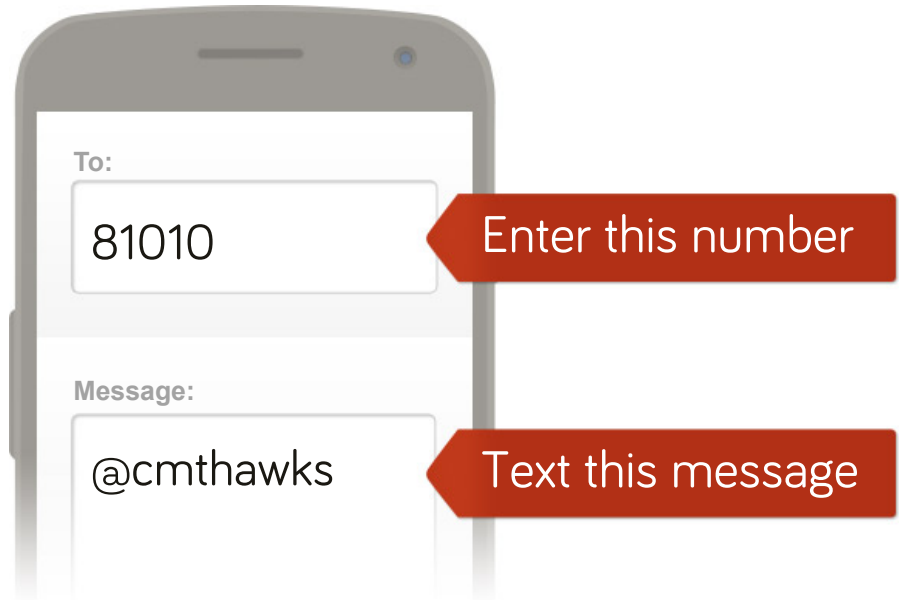 To:
81010
Enter this number
Message:
@cmthawks
Text this message